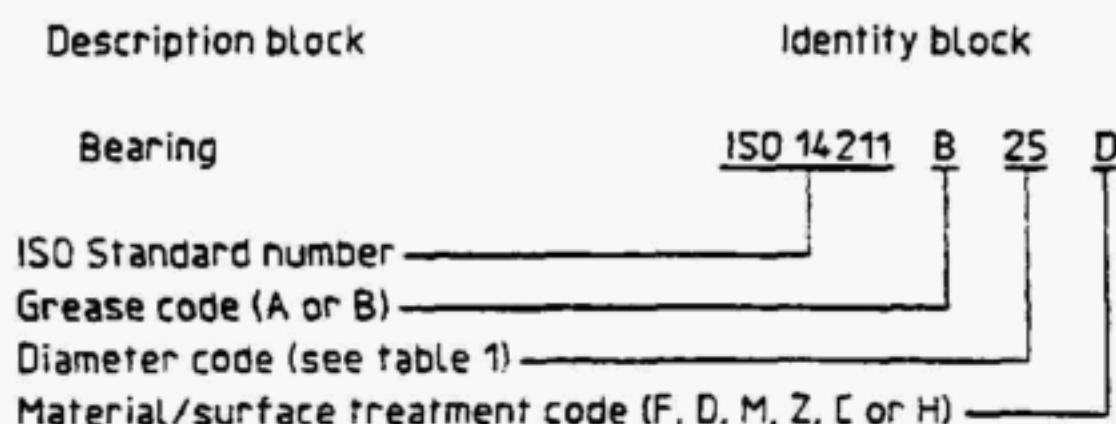 Description block Identity block
Bearing ISO 14211 B 25 D
ISO Standard number
Grease code (A or B)
Diameter code (see table 1)
Material/surface treatment code (F, D, M, Z, C or H)